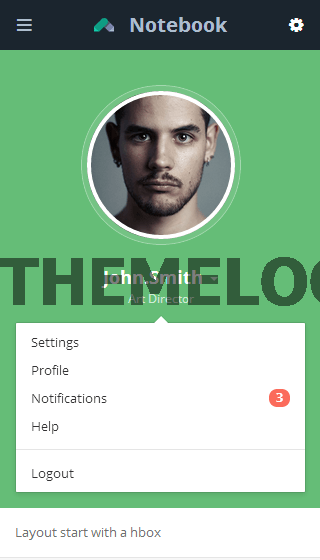 Notebook
John.Smith
THEMELOC
Art Director
Settings
Profile
Notifications 3
Help
Logout
Layout start with a hbox